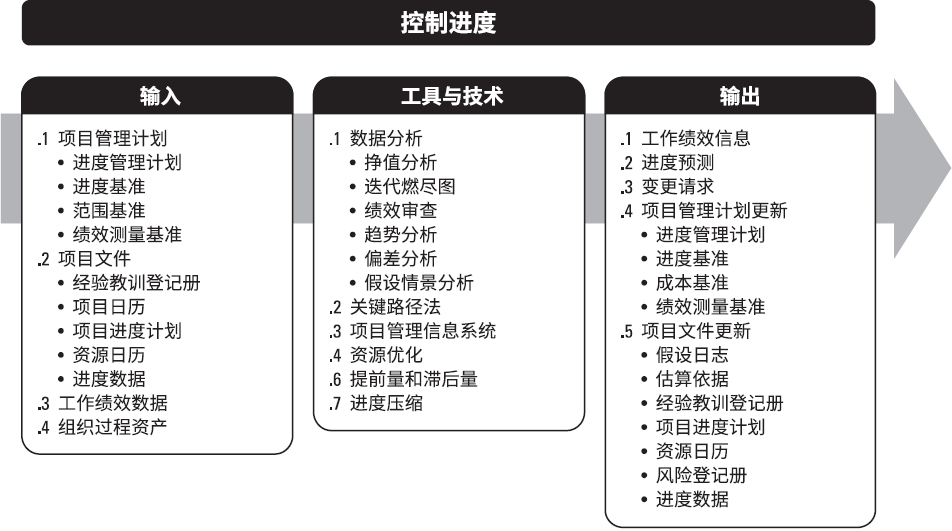 控制进度
输入
.1 项目管理计划
• 进度管理计划
• 进度基准
• 范围基准
• 绩效测量基准
.2 项目文件
• 经验教训登记册
• 项目日历
• 项目进度计划
• 资源日历
• 进度数据
.3 工作绩效数据
.4 组织过程资产
工具与技术
.1 数据分析
• 挣值分析
• 迭代燃尽图
• 绩效审查
• 趋势分析
• 偏差分析
• 假设情景分析
.2 关键路径法
.3 项目管理信息系统
.4 资源优化
.6 提前量和滞后量
.7 进度压缩
输出
.1 工作绩效信息
.2 进度预测
.3 变更请求
.4 项目管理计划更新
• 进度管理计划
• 进度基准
• 成本基准
• 绩效测量基准
.5 项目文件更新
• 假设日志
• 估算依据
• 经验教训登记册
• 项目进度计划
• 资源日历
• 风险登记册
• 进度数据